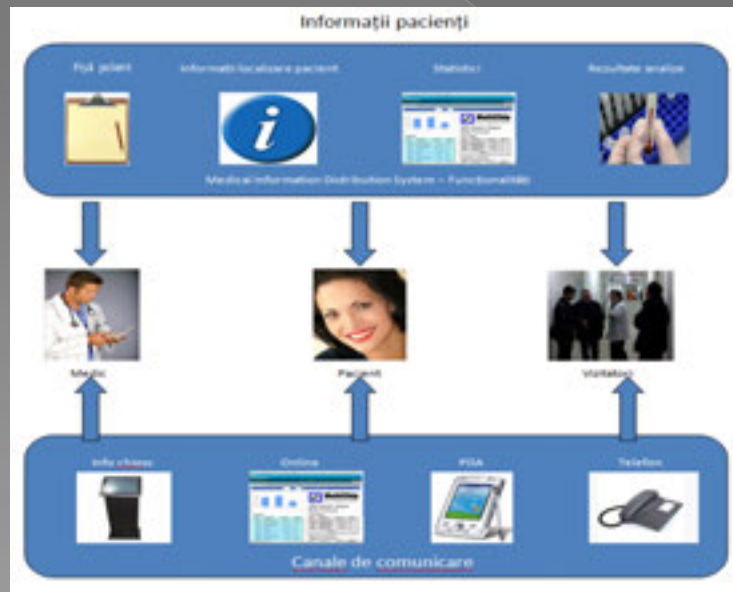 Informații pacienți
Fișă pacient
Informatii localizare pacient
Statistici
Rezultate analize
Medical Information Distribution System – Funcționalități
Medic
Pacient
Vizitatori
Info chiosc
Online
PDA
Telefon
Canale de comunicare